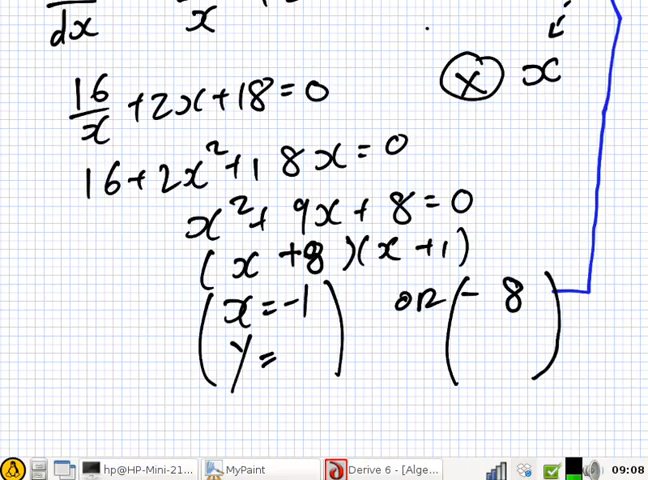 dx x
16/x + 2x + 18 = 0
(x) x
16 + 2x² + 18x = 0
x² + 9x + 8 = 0
(x + 8)(x + 1)
(x = -1) or (- 8)
y =
hp@HP-Mini-21... MyPaint Derive 6 - [Alge... 09:08